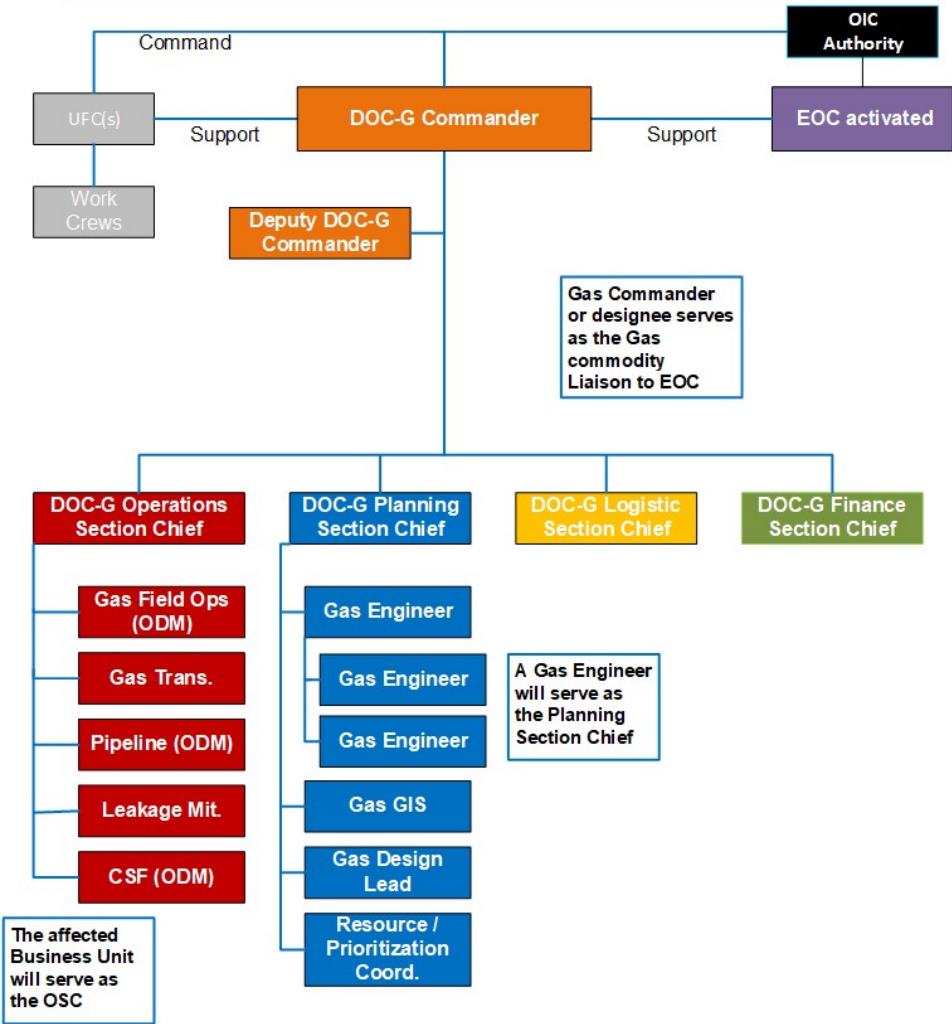 OIC
Authority
Command
UFC(s)
Support
DOC-G Commander
Support
EOC activated
Work
Crews
Deputy DOC-G
Commander
Gas Commander
or designee serves
as the Gas
commodity
Liaison to EOC
DOC-G Operations
Section Chief
DOC-G Planning
Section Chief
DOC-G Logistic
Section Chief
DOC-G Finance
Section Chief
Gas Field Ops
(ODM)
Gas Trans.
Pipeline (ODM)
Leakage Mit.
CSF (ODM)
Gas Engineer
Gas Engineer
Gas Engineer
Gas GIS
Gas Design
Lead
Resource /
Prioritization
Coord.
A Gas Engineer
will serve as
the Planning
Section Chief
The affected
Business Unit
will serve as
the OSC